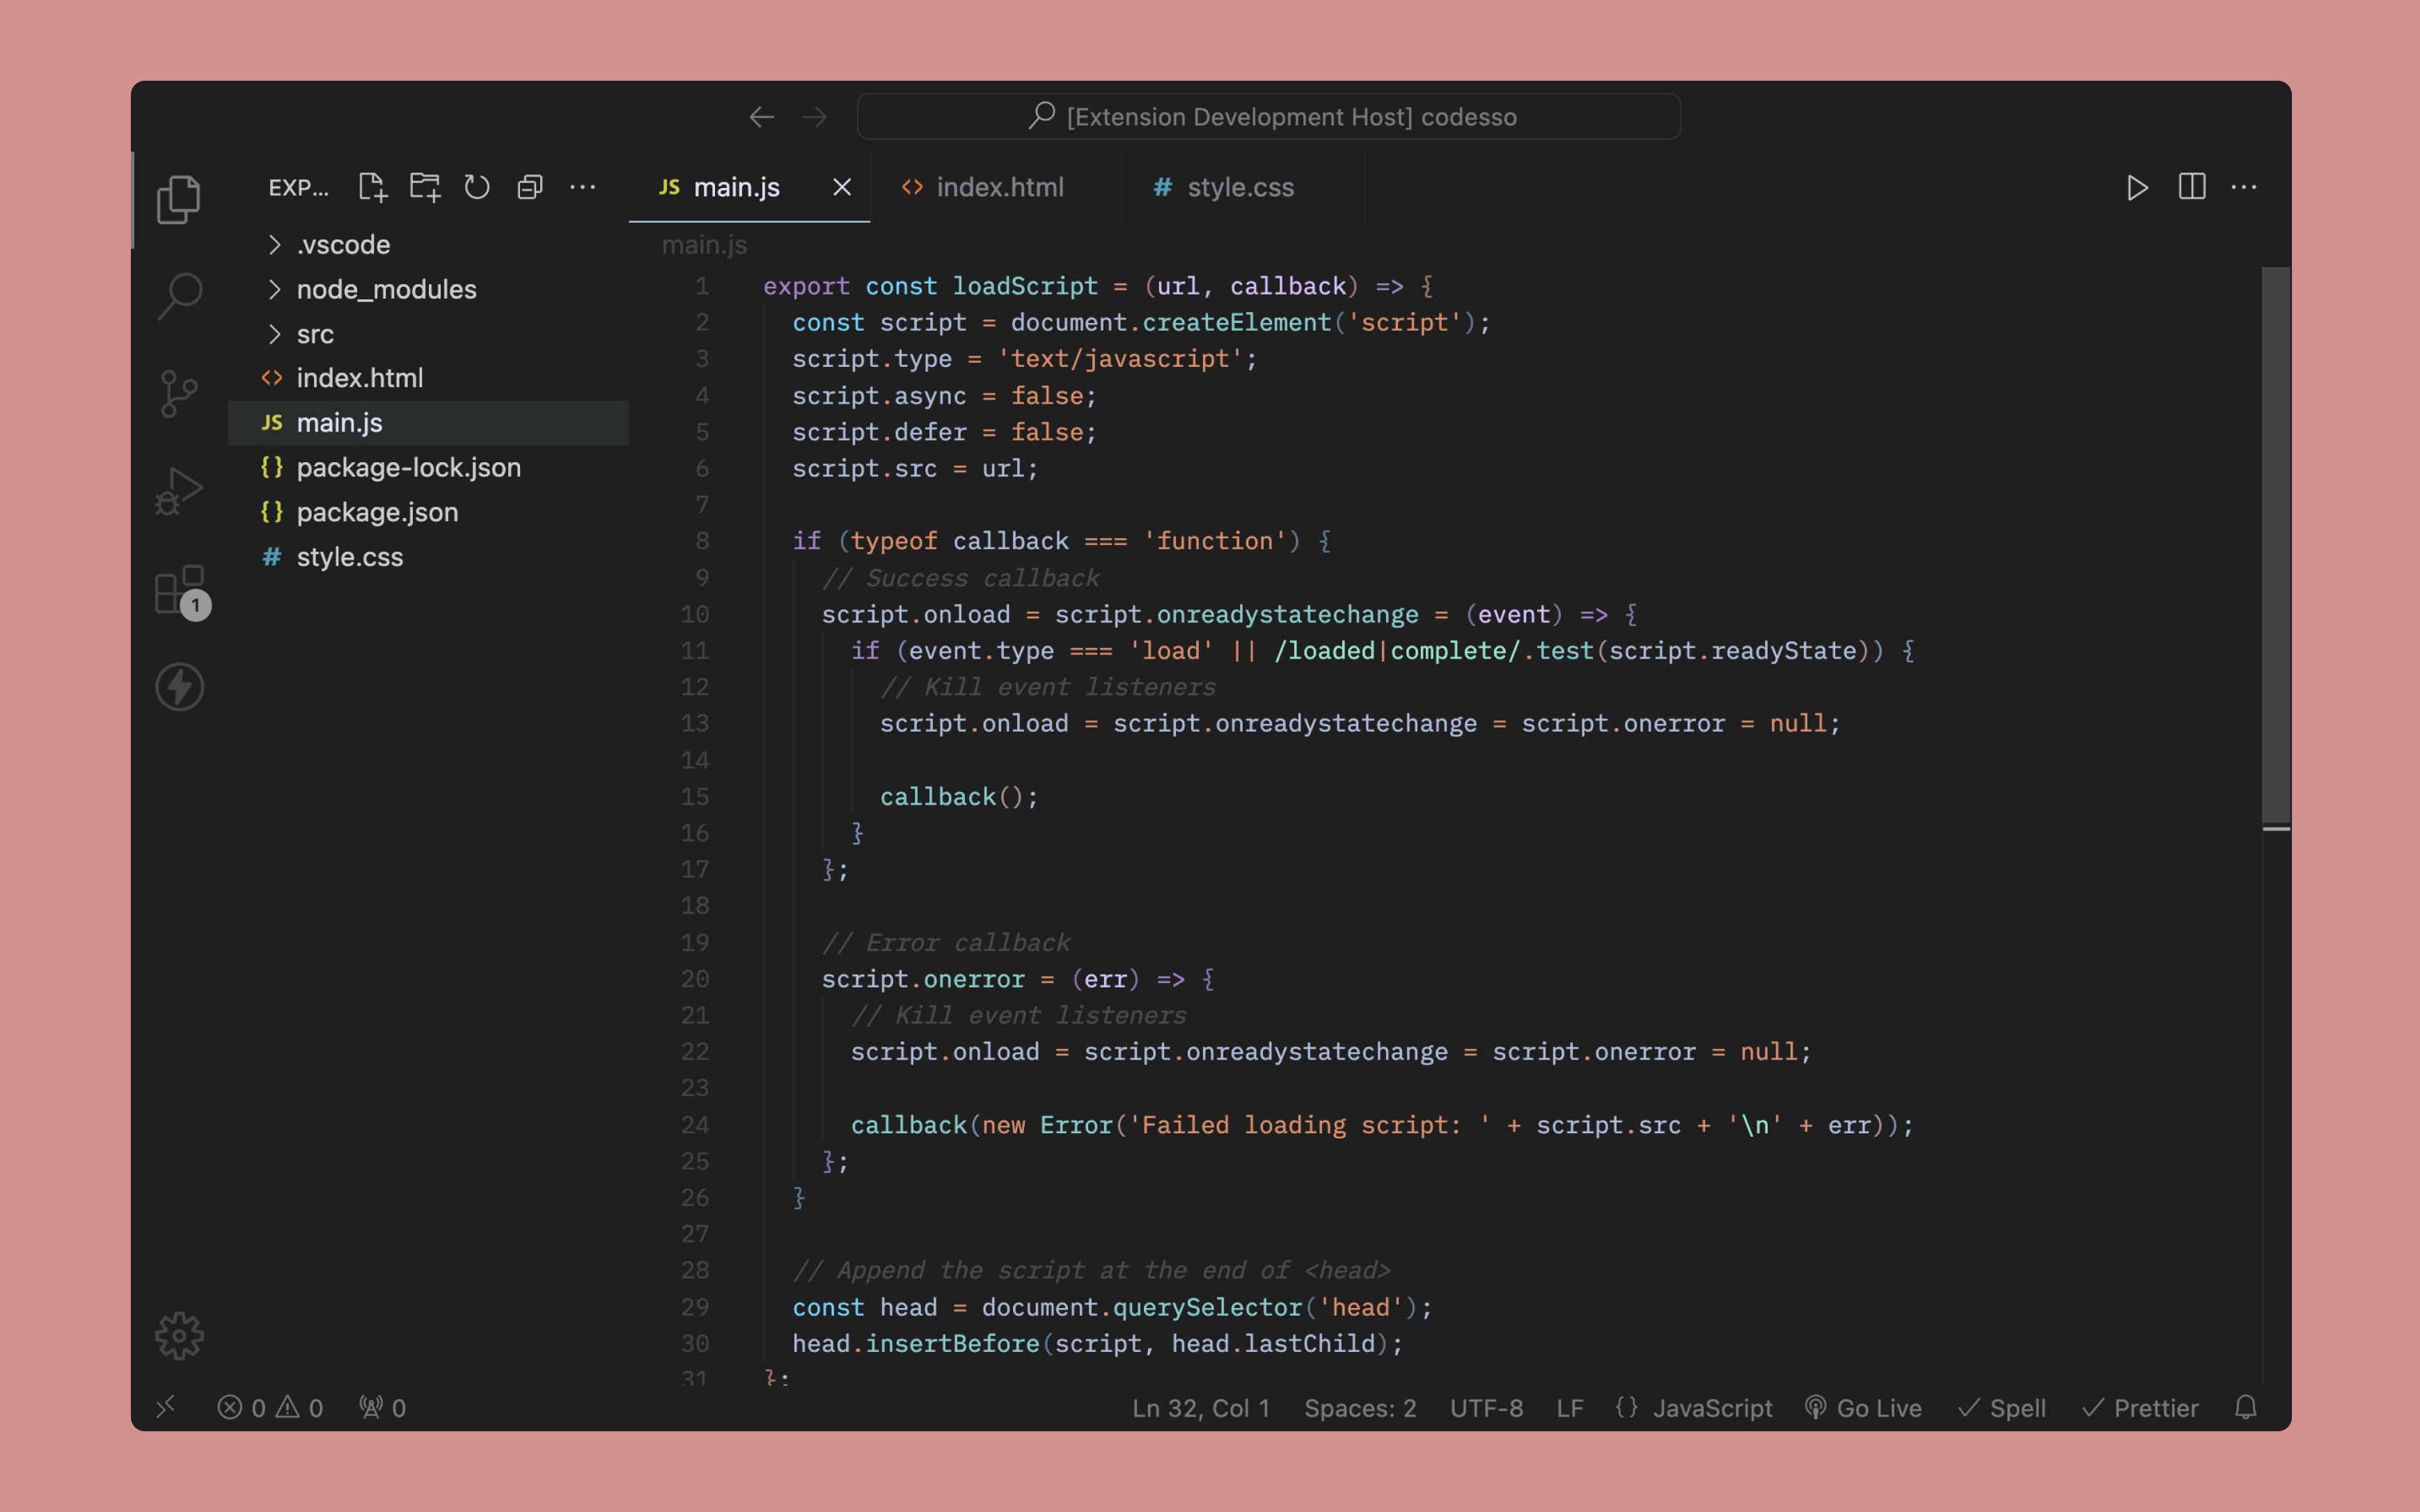 [Extension Development Host] codesso
EXP...
JS main.js
<> index.html
# style.css
.vscode
node_modules
src
<> index.html
JS main.js
{} package-lock.json
{} package.json
# style.css
1
main.js
1 export const loadScript = (url, callback) => {
2 const script = document.createElement('script');
3 script.type = 'text/javascript';
4 script.async = false;
5 script.defer = false;
6 script.src = url;
7
8 if (typeof callback === 'function') {
9 // Success callback
10 script.onload = script.onreadystatechange = (event) => {
11 if (event.type === 'load' || /loaded|complete/.test(script.readyState)) {
12 // Kill event listeners
13 script.onload = script.onreadystatechange = script.onerror = null;
14
15 callback();
16 }
17 };
18
19 // Error callback
20 script.onerror = (err) => {
21 // Kill event listeners
22 script.onload = script.onreadystatechange = script.onerror = null;
23
24 callback(new Error('Failed loading script: ' + script.src + '\n' + err));
25 };
26 }
27
28 // Append the script at the end of <head>
29 const head = document.querySelector('head');
30 head.insertBefore(script, head.lastChild);
31 };
0 0 0
Ln 32, Col 1
Spaces: 2
UTF-8
LF
{} JavaScript
Go Live
Spell
Prettier